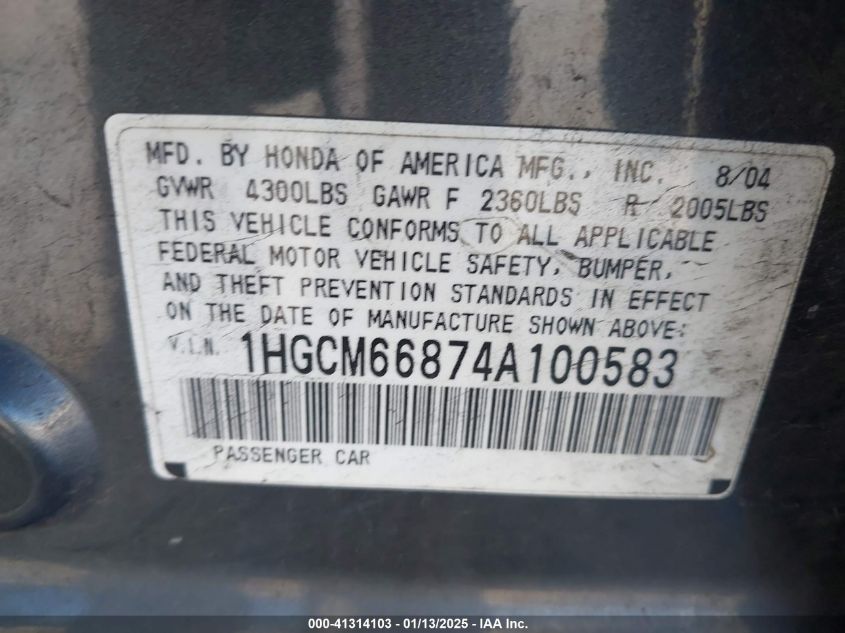 MFD. BY HONDA OF AMERICA MFG., INC. 8/04
GVWR 4300LBS GAWR F 2360LBS R 2005LBS
THIS VEHICLE CONFORMS TO ALL APPLICABLE
FEDERAL MOTOR VEHICLE SAFETY, BUMPER,
AND THEFT PREVENTION STANDARDS IN EFFECT
ON THE DATE OF MANUFACTURE SHOWN ABOVE:
V.I.N. 1HGCM66874A100583
PASSENGER CAR
000-41314103 - 01/13/2025 - IAA Inc.